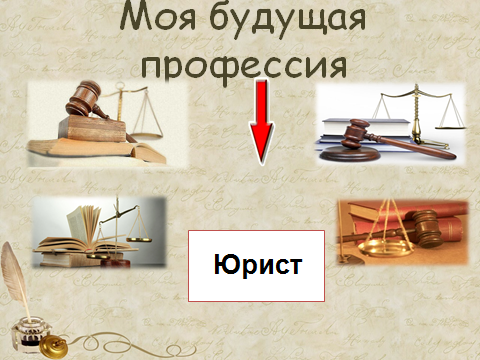 Моя будущая
профессия
Юрист